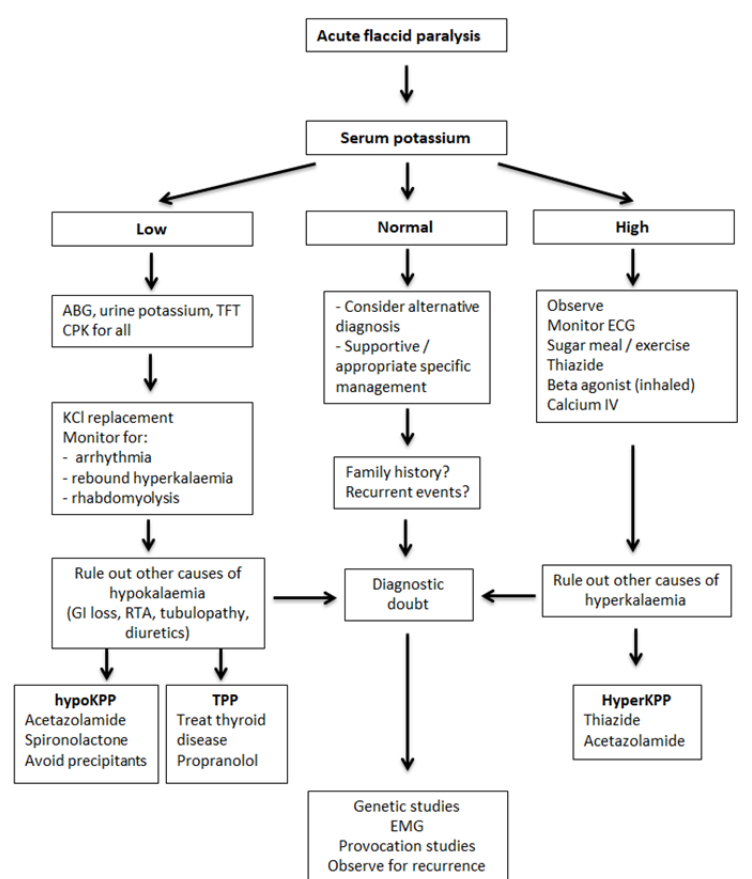 Acute flaccid paralysis
Serum potassium
Low
Normal
High
ABG, urine potassium, TFT
CPK for all
- Consider alternative
diagnosis
- Supportive /
appropriate specific
management
Observe
Monitor ECG
Sugar meal / exercise
Thiazide
Beta agonist (inhaled)
Calcium IV
KCl replacement
Monitor for:
- arrhythmia
- rebound hyperkalaemia
- rhabdomyolysis
Family history?
Recurrent events?
Rule out other causes of
hypokalaemia
(GI loss, RTA, tubulopathy,
diuretics)
Diagnostic
doubt
Rule out other causes of
hyperkalaemia
hypoKPP
Acetazolamide
Spironolactone
Avoid precipitants
TPP
Treat thyroid
disease
Propranolol
HyperKPP
Thiazide
Acetazolamide
Genetic studies
EMG
Provocation studies
Observe for recurrence